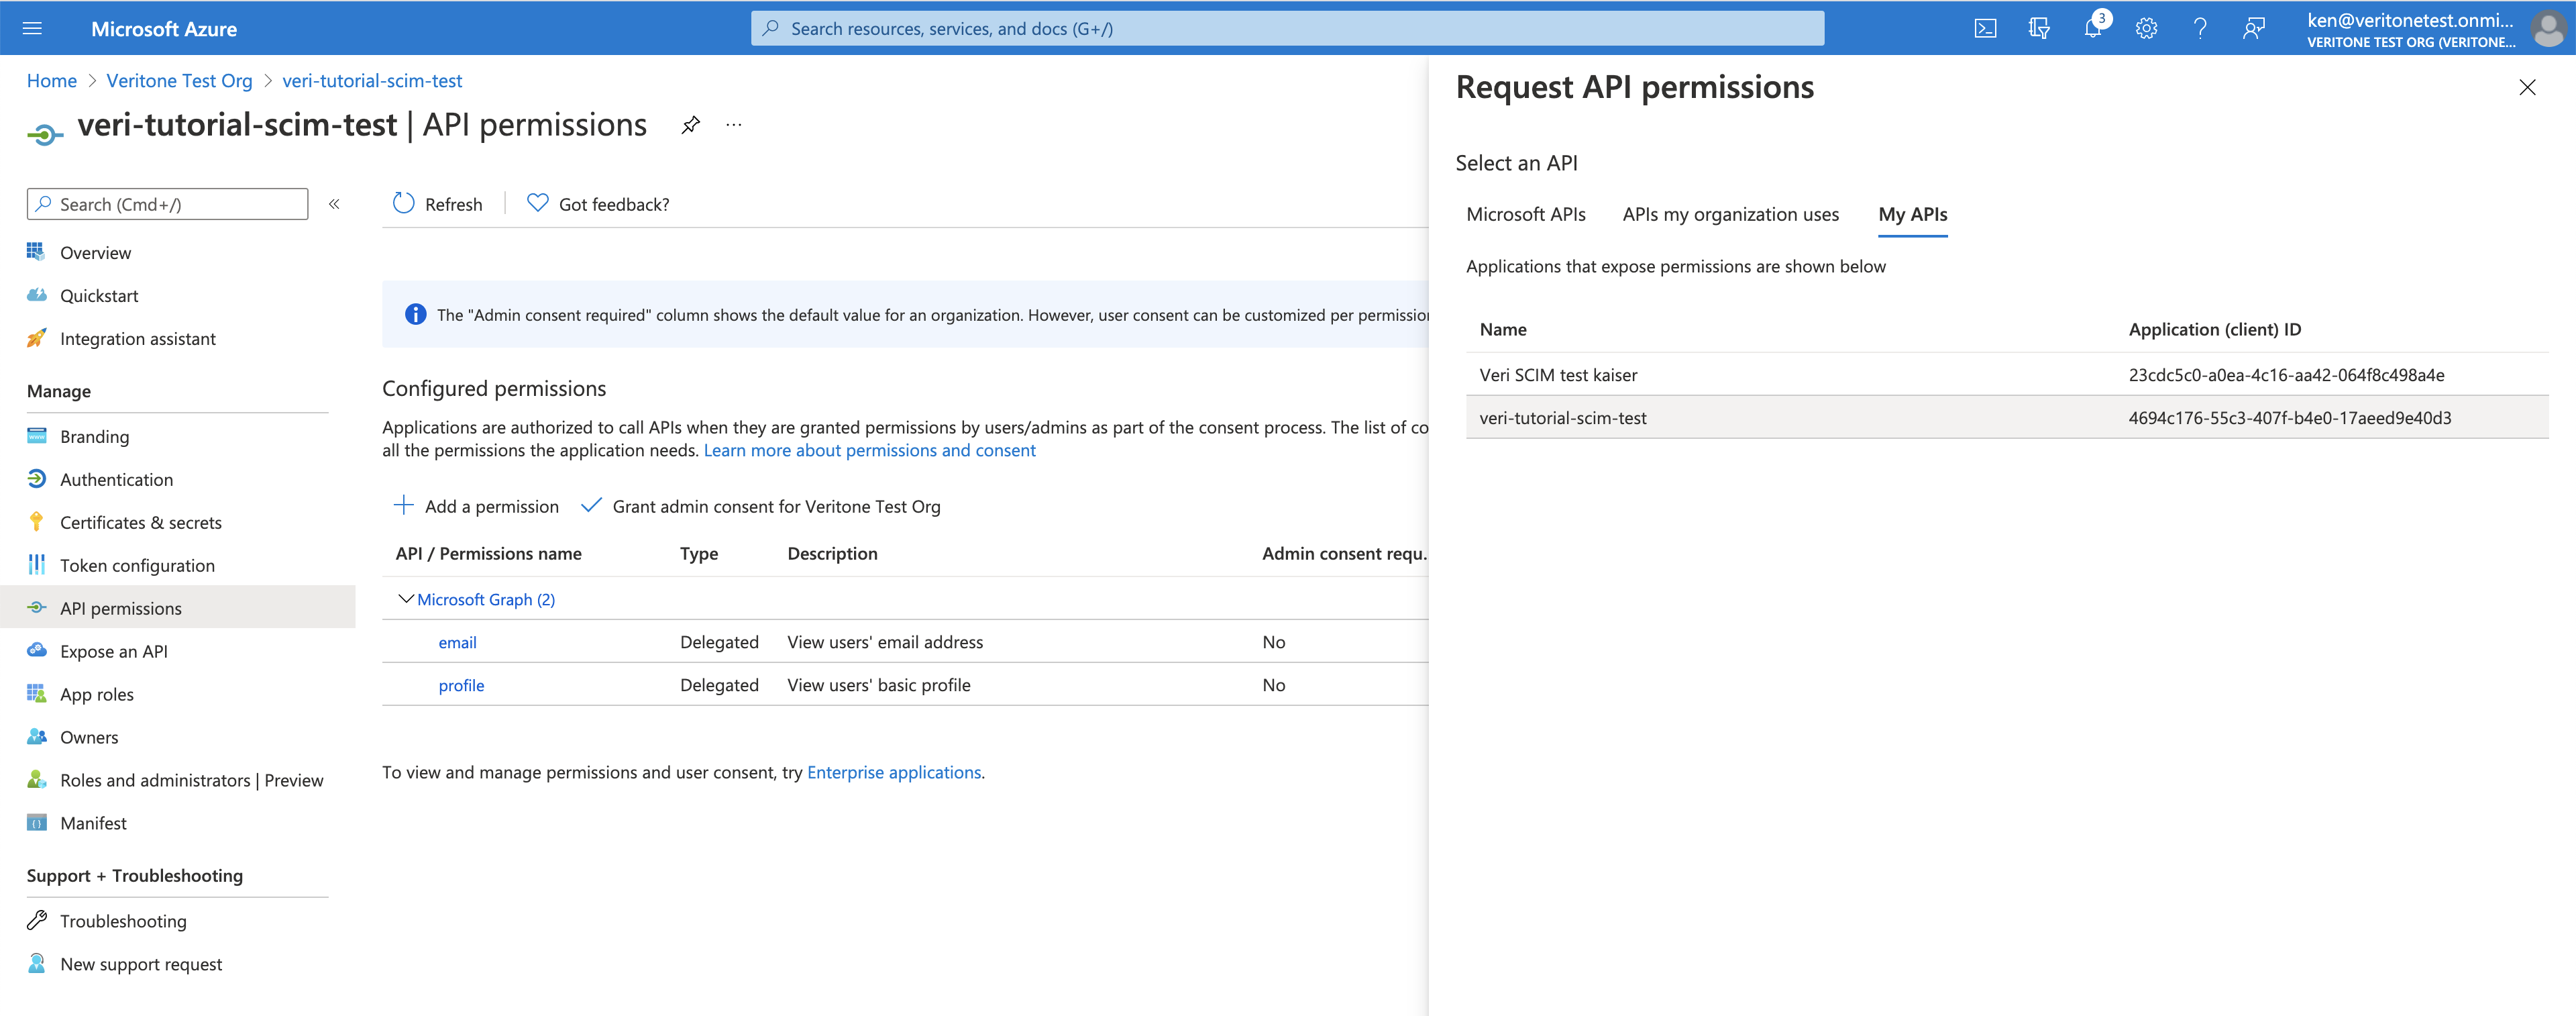 Microsoft Azure
Search resources, services, and docs (G+/)
3
ken@veritonetest.onmi...
VERITONE TEST ORG (VERITONE...
Home > Veritone Test Org > veri-tutorial-scim-test
veri-tutorial-scim-test | API permissions
...
Search (Cmd+/)
«
Overview
Quickstart
Integration assistant
Manage
Branding
Authentication
Certificates & secrets
Token configuration
API permissions
Expose an API
App roles
Owners
Roles and administrators | Preview
Manifest
Support + Troubleshooting
Troubleshooting
New support request
Refresh
Got feedback?
The "Admin consent required" column shows the default value for an organization. However, user consent can be customized per permission
Configured permissions
Applications are authorized to call APIs when they are granted permissions by users/admins as part of the consent process. The list of co
all the permissions the application needs. Learn more about permissions and consent
Add a permission
Grant admin consent for Veritone Test Org
API / Permissions name Type Description Admin consent requ...
Microsoft Graph (2)
email Delegated View users' email address No
profile Delegated View users' basic profile No
To view and manage permissions and user consent, try Enterprise applications.
Request API permissions
Select an API
Microsoft APIs APIs my organization uses My APIs
Applications that expose permissions are shown below
Name Application (client) ID
Veri SCIM test kaiser 23cdc5c0-a0ea-4c16-aa42-064f8c498a4e
veri-tutorial-scim-test 4694c176-55c3-407f-b4e0-17aeed9e40d3